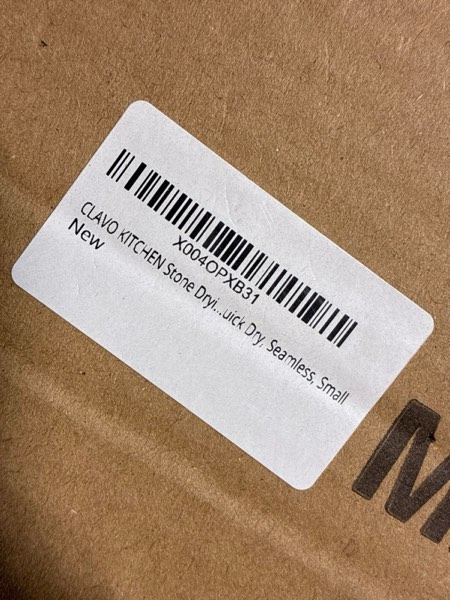 X004OPXB31
CLAVO KITCHEN Stone Dryi...uick Dry, Seamless, Small
New
M